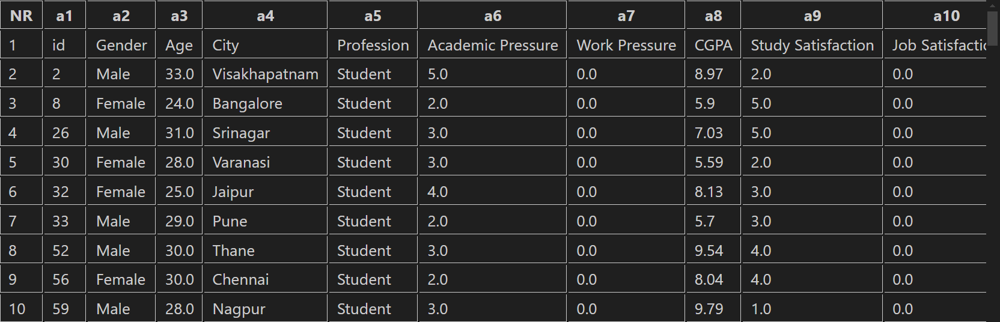 NR a1 a2 a3 a4 a5 a6 a7 a8 a9 a10
1 id Gender Age City Profession Academic Pressure Work Pressure CGPA Study Satisfaction Job Satisfactic
2 2 Male 33.0 Visakhapatnam Student 5.0 0.0 8.97 2.0 0.0
3 8 Female 24.0 Bangalore Student 2.0 0.0 5.9 5.0 0.0
4 26 Male 31.0 Srinagar Student 3.0 0.0 7.03 5.0 0.0
5 30 Female 28.0 Varanasi Student 3.0 0.0 5.59 2.0 0.0
6 32 Female 25.0 Jaipur Student 4.0 0.0 8.13 3.0 0.0
7 33 Male 29.0 Pune Student 2.0 0.0 5.7 3.0 0.0
8 52 Male 30.0 Thane Student 3.0 0.0 9.54 4.0 0.0
9 56 Female 30.0 Chennai Student 2.0 0.0 8.04 4.0 0.0
10 59 Male 28.0 Nagpur Student 3.0 0.0 9.79 1.0 0.0